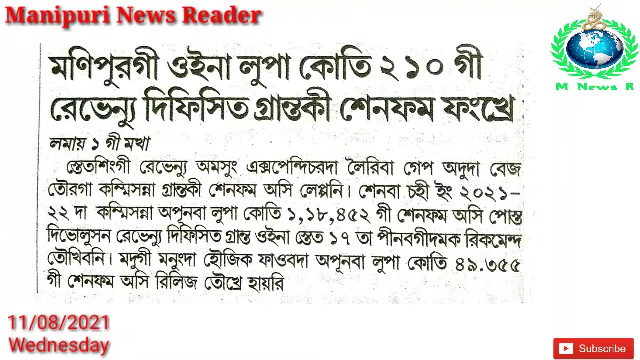 Manipuri News Reader
M News R
মণিপুরগী ওইনা লুপা কোতি ২১০ গী
রেভেন্যু দিফিসিত গ্রান্তকী শেনফম ফংখ্রে
লমায় ১ গী মখা
স্তেতশিংগী রেভেন্যু অমসুং এক্সপেন্দিচরদা লৈরিবা গেপ অদুদা বেজ
তৌরগা কম্মিসন্না গ্রান্তকী শেনফম অসি লেপ্পনি। শেনবা চহী ইং ২০২১-
২২ দা কম্মিসন্না অপুনবা লুপা কোতি ১,১৮,৪৫২ গী শেনফম অসি পোস্ত
দিভোলুসন রেভেন্যু দিফিসিত গ্রান্ত ওইনা স্তেত ১৭ তা পীনবগীদমক রিকমেন্দ
তৌখিবনি। মদুগী মনুংদা হৌজিক ফাওবদা অপূনবা লুপা কোতি ৪৯.৩৫৫
গী শেনফম অসি রিলিজ তৌখ্রে হায়রি
11/08/2021
Wednesday
Subscribe